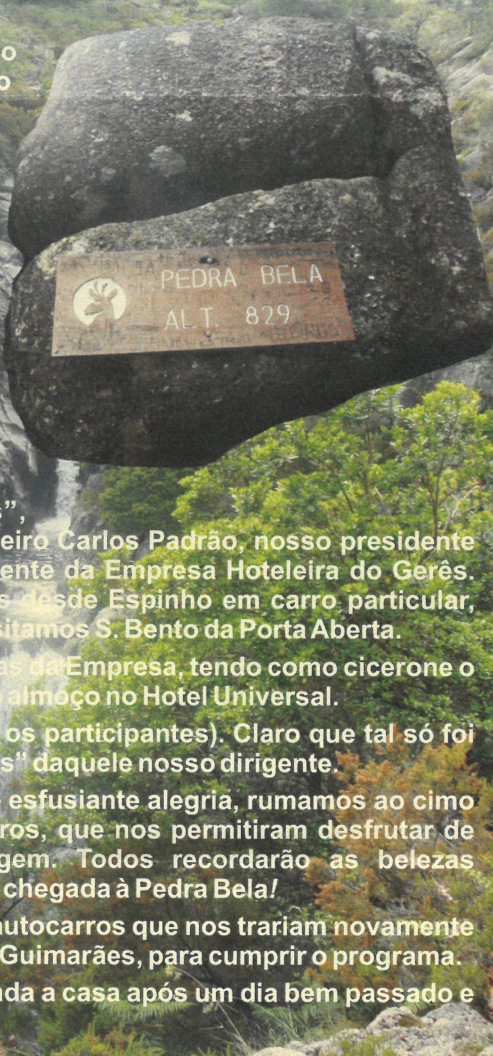 o
o
PEDRA BELA
ALT. 829
”,
eiro Carlos Padrão, nosso presidente
ente da Empresa Hoteleira do Gerês.
s desde Espinho em carro particular,
sitamos S. Bento da Porta Aberta.
as da Empresa, tendo como cicerone o
almoço no Hotel Universal.
os participantes). Claro que tal só foi
s” daquele nosso dirigente.
esfusiante alegria, rumamos ao cimo
ros, que nos permitiram desfrutar de
gem. Todos recordarão as belezas
chegada à Pedra Bela!
autocarros que nos trariam novamente
Guimarães, para cumprir o programa.
ada a casa após um dia bem passado e